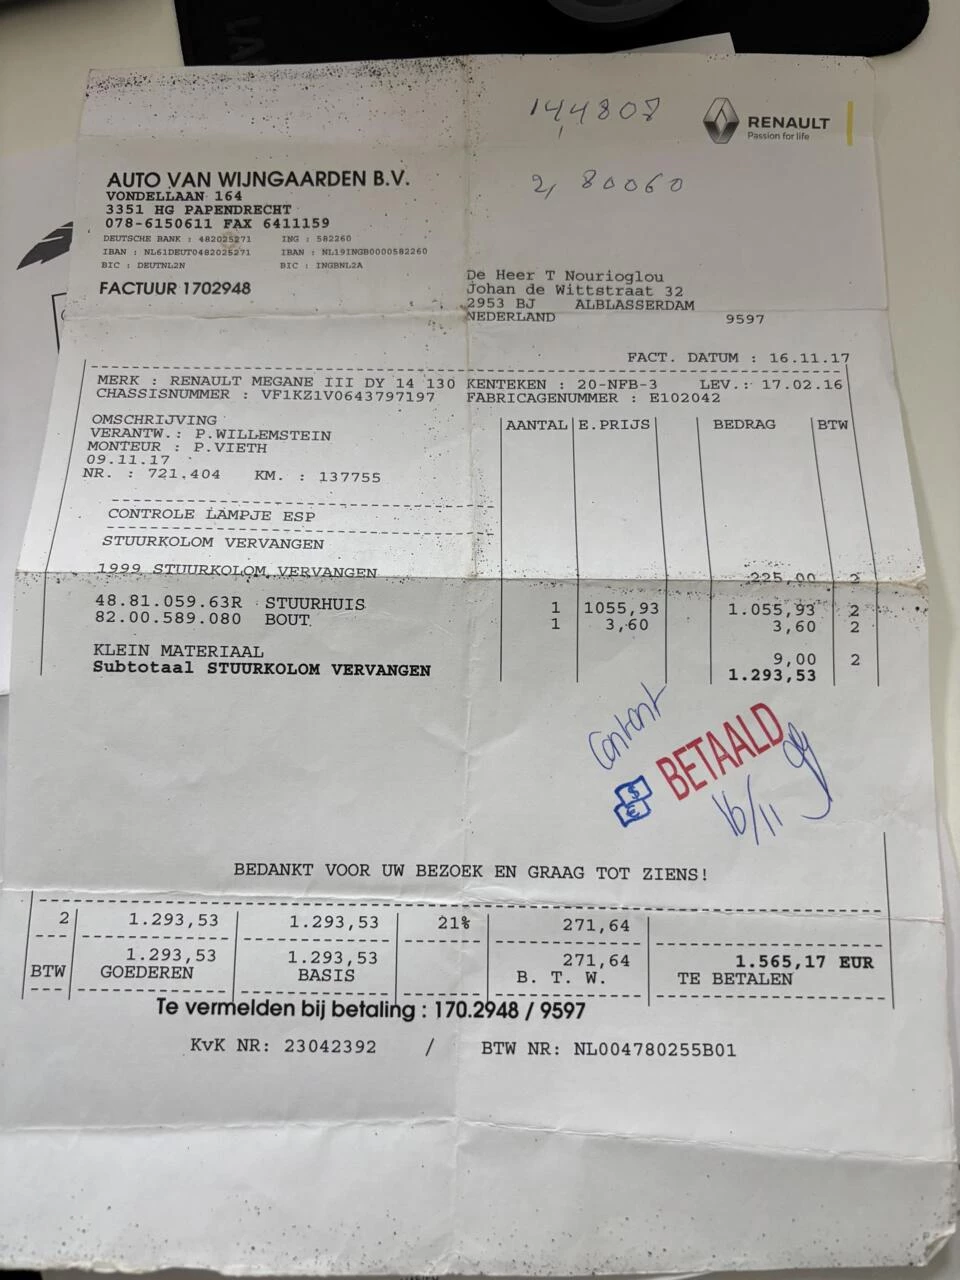 144808
RENAULT
Passion for life
AUTO VAN WIJNGAARDEN B.V.
VONDELLAAN 164
3351 HG PAPENDRECHT
078-6150611 FAX 6411159
2, 80060
DEUTSCHE BANK : 482025271 ING : 582260
IBAN : NL61DEUT0482025271 IBAN : NL19INGB0000582260
BIC : DEUTNL2N BIC : INGBNL2A
FACTUUR 1702948
De Heer T Nourioglou
Johan de Wittstraat 32
2953 BJ ALBLASSERDAM
NEDERLAND 9597
FACT. DATUM : 16.11.17
MERK : RENAULT MEGANE III DY 14 130 KENTEKEN : 20-NFB-3 LEV.: 17.02.16
CHASSISNUMMER : VF1KZ1V0643797197 FABRICAGENUMMER : E102042
OMSCHRIJVING AANTAL E.PRIJS BEDRAG BTW
VERANTW.: P.WILLEMSTEIN
MONTEUR : P.VIETH
09.11.17
NR. : 721.404 KM. : 137755
CONTROLE LAMPJE ESP
STUURKOLOM VERVANGEN
1999 STUURKOLOM VERVANGEN 225,00 2
48.81.059.63R STUURHUIS 1 1055,93 1.055,93 2
82.00.589.080 BOUT 1 3,60 3,60 2
KLEIN MATERIAAL 9,00 2
Subtotaal STUURKOLOM VERVANGEN 1.293,53
Contant
BETAALD
16/11
BEDANKT VOOR UW BEZOEK EN GRAAG TOT ZIENS!
2 1.293,53 1.293,53 21% 271,64
1.293,53 1.293,53 271,64 1.565,17 EUR
BTW GOEDEREN BASIS B. T. W. TE BETALEN
Te vermelden bij betaling : 170.2948 / 9597
KvK NR: 23042392 / BTW NR: NL004780255B01